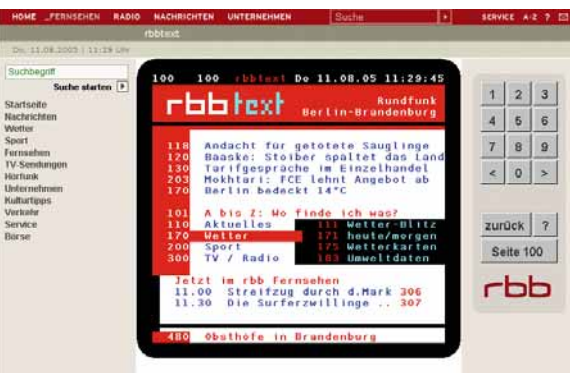 HOME _FERNSEHEN RADIO NACHRICHTEN UNTERNEHMEN Suche SERVICE A-Z ?
rbbtext
Do, 11.08.2005 | 11:29 Uhr
Suchbegriff
Suche starten
Startseite
Nachrichten
Wetter
Sport
Fernsehen
TV-Sendungen
Hörfunk
Unternehmen
Kulturtipps
Verkehr
Service
Börse
100 100 rbbtext Do 11.08.05 11:29:45
rbb text Rundfunk
Berlin-Brandenburg
118 Andacht für getötete Säuglinge
120 Baaske: Stoiber spaltet das Land
130 Tarifgespräche im Einzelhandel
203 Mokhtari: FCE lehnt Angebot ab
170 Berlin bedeckt 14°C
101 A bis Z: Wo finde ich was?
110 Aktuelles 111 Wetter-Blitz
170 Wetter 171 heute/morgen
200 Sport 175 Wetterkarten
300 TV / Radio 183 Umweltdaten
Jetzt im rbb Fernsehen
11.00 Streifzug durch d.Mark 306
11.30 Die Surferzwillinge .. 307
480 Obsthöfe in Brandenburg
1 2 3
4 5 6
7 8 9
< 0 >
zurück ?
Seite 100
rbb